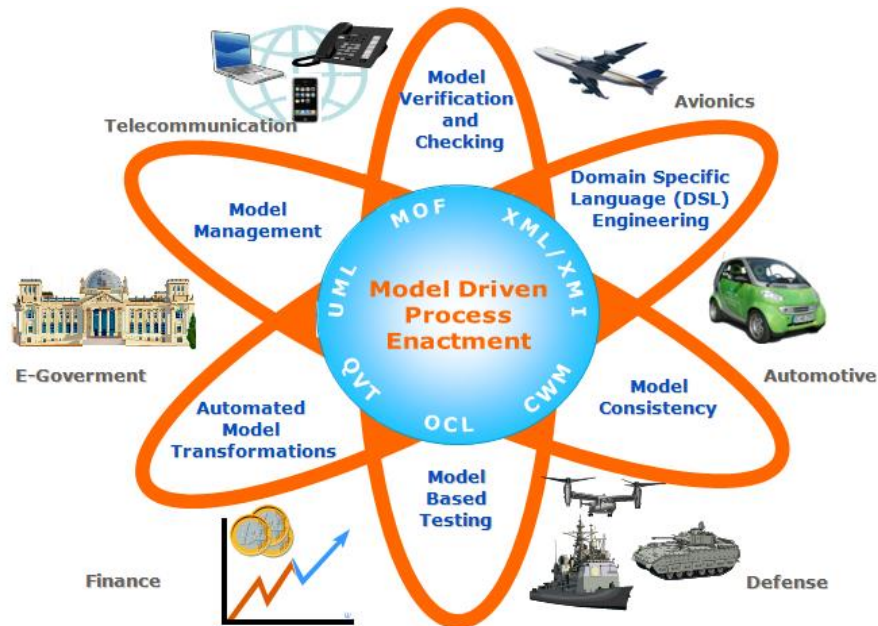 Model
Verification
and
Checking
Telecommunication
Avionics
Domain Specific
Language (DSL)
Engineering
Model
Management
MOF
XML/XMI
UML
Model Driven
Process
Enactment
E-Goverment
Automotive
QVT
OCL
CWM
Automated
Model
Transformations
Model
Consistency
Model
Based
Testing
Finance
Defense